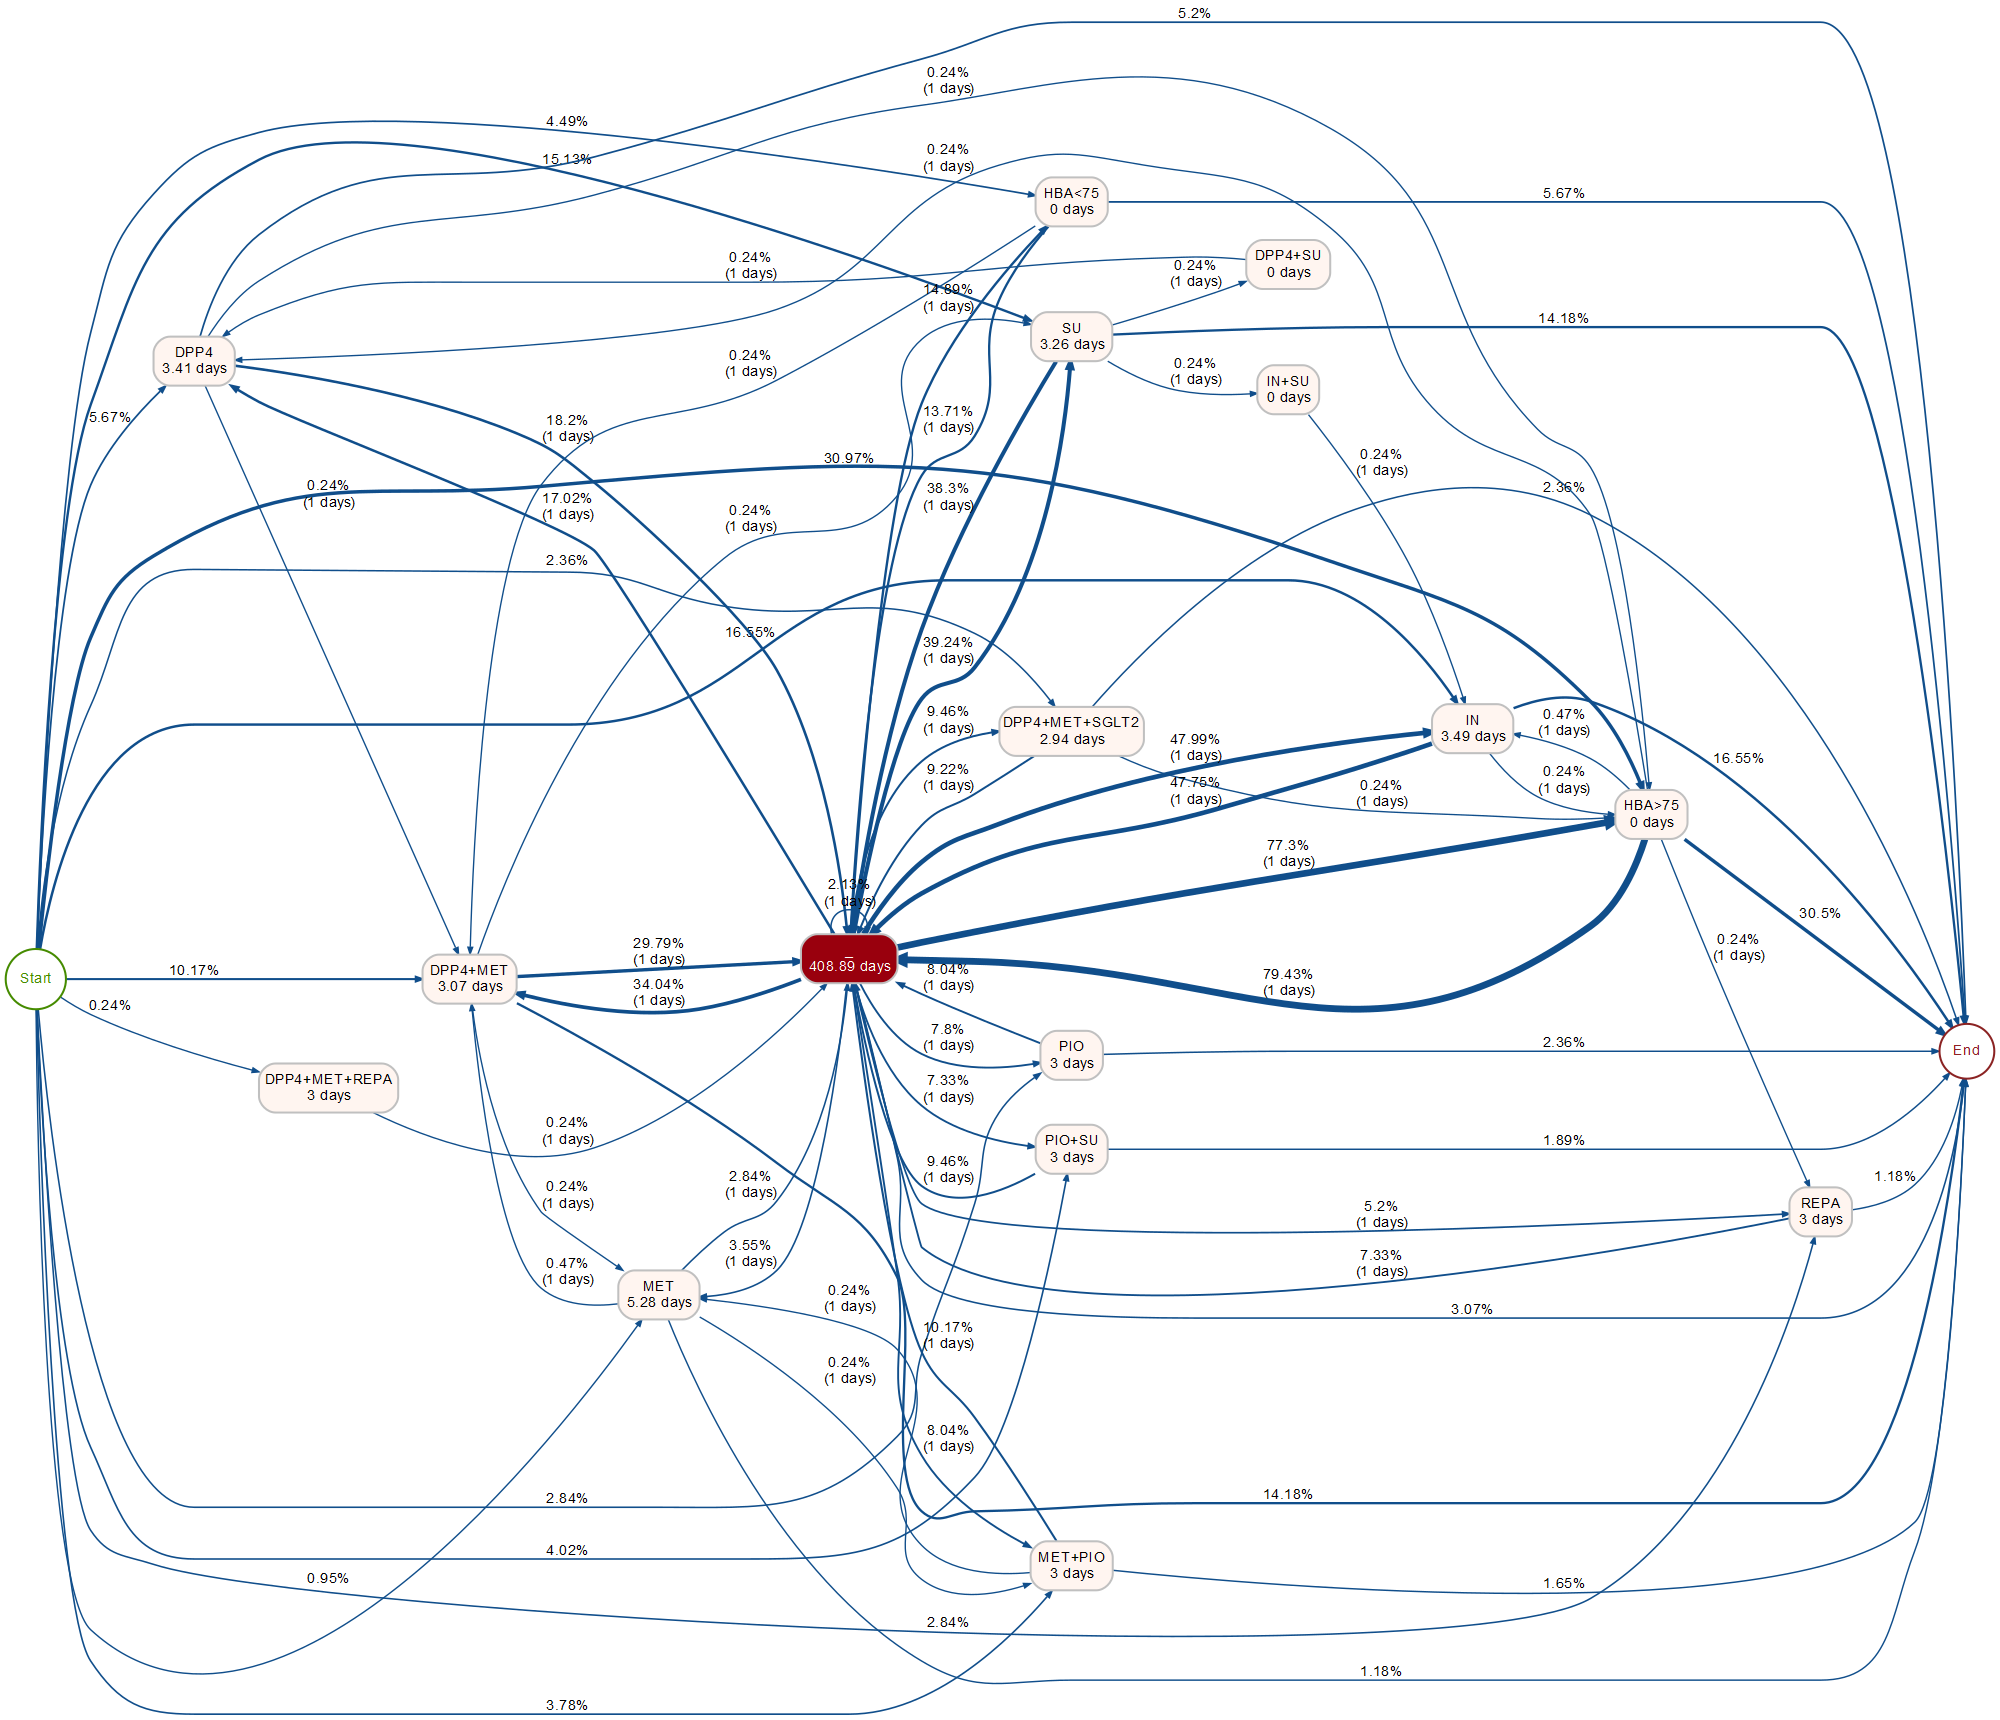 5.2%
0.24%
(1 days)
4.49%
15.13%
0.24%
(1 days)
HBA<75
0 days
5.67%
DPP4+SU
0 days
0.24%
(1 days)
0.24%
(1 days)
14.89%
(1 days)
SU
3.26 days
14.18%
DPP4
3.41 days
0.24%
(1 days)
0.24%
(1 days)
IN+SU
0 days
5.67%
18.2%
(1 days)
13.71%
(1 days)
30.97%
0.24%
(1 days)
0.24%
(1 days)
17.02%
(1 days)
38.3%
(1 days)
2.36%
0.24%
(1 days)
2.36%
16.55%
39.24%
(1 days)
DPP4+MET+SGLT2
2.94 days
9.46%
(1 days)
IN
3.49 days
0.47%
(1 days)
47.99%
(1 days)
16.55%
9.22%
(1 days)
47.75%
(1 days)
0.24%
(1 days)
0.24%
(1 days)
HBA>75
0 days
77.3%
(1 days)
2.13%
(1 days)
30.5%
0.24%
(1 days)
29.79%
(1 days)
_
408.89 days
Start
10.17%
DPP4+MET
3.07 days
8.04%
(1 days)
79.43%
(1 days)
34.04%
(1 days)
0.24%
7.8%
(1 days)
PIO
3 days
2.36%
End
DPP4+MET+REPA
3 days
7.33%
(1 days)
0.24%
(1 days)
PIO+SU
3 days
1.89%
9.46%
(1 days)
2.84%
(1 days)
0.24%
(1 days)
1.18%
REPA
3 days
5.2%
(1 days)
3.55%
(1 days)
0.47%
(1 days)
7.33%
(1 days)
MET
5.28 days
0.24%
(1 days)
3.07%
10.17%
(1 days)
0.24%
(1 days)
8.04%
(1 days)
2.84%
14.18%
4.02%
MET+PIO
3 days
0.95%
1.65%
2.84%
1.18%
3.78%